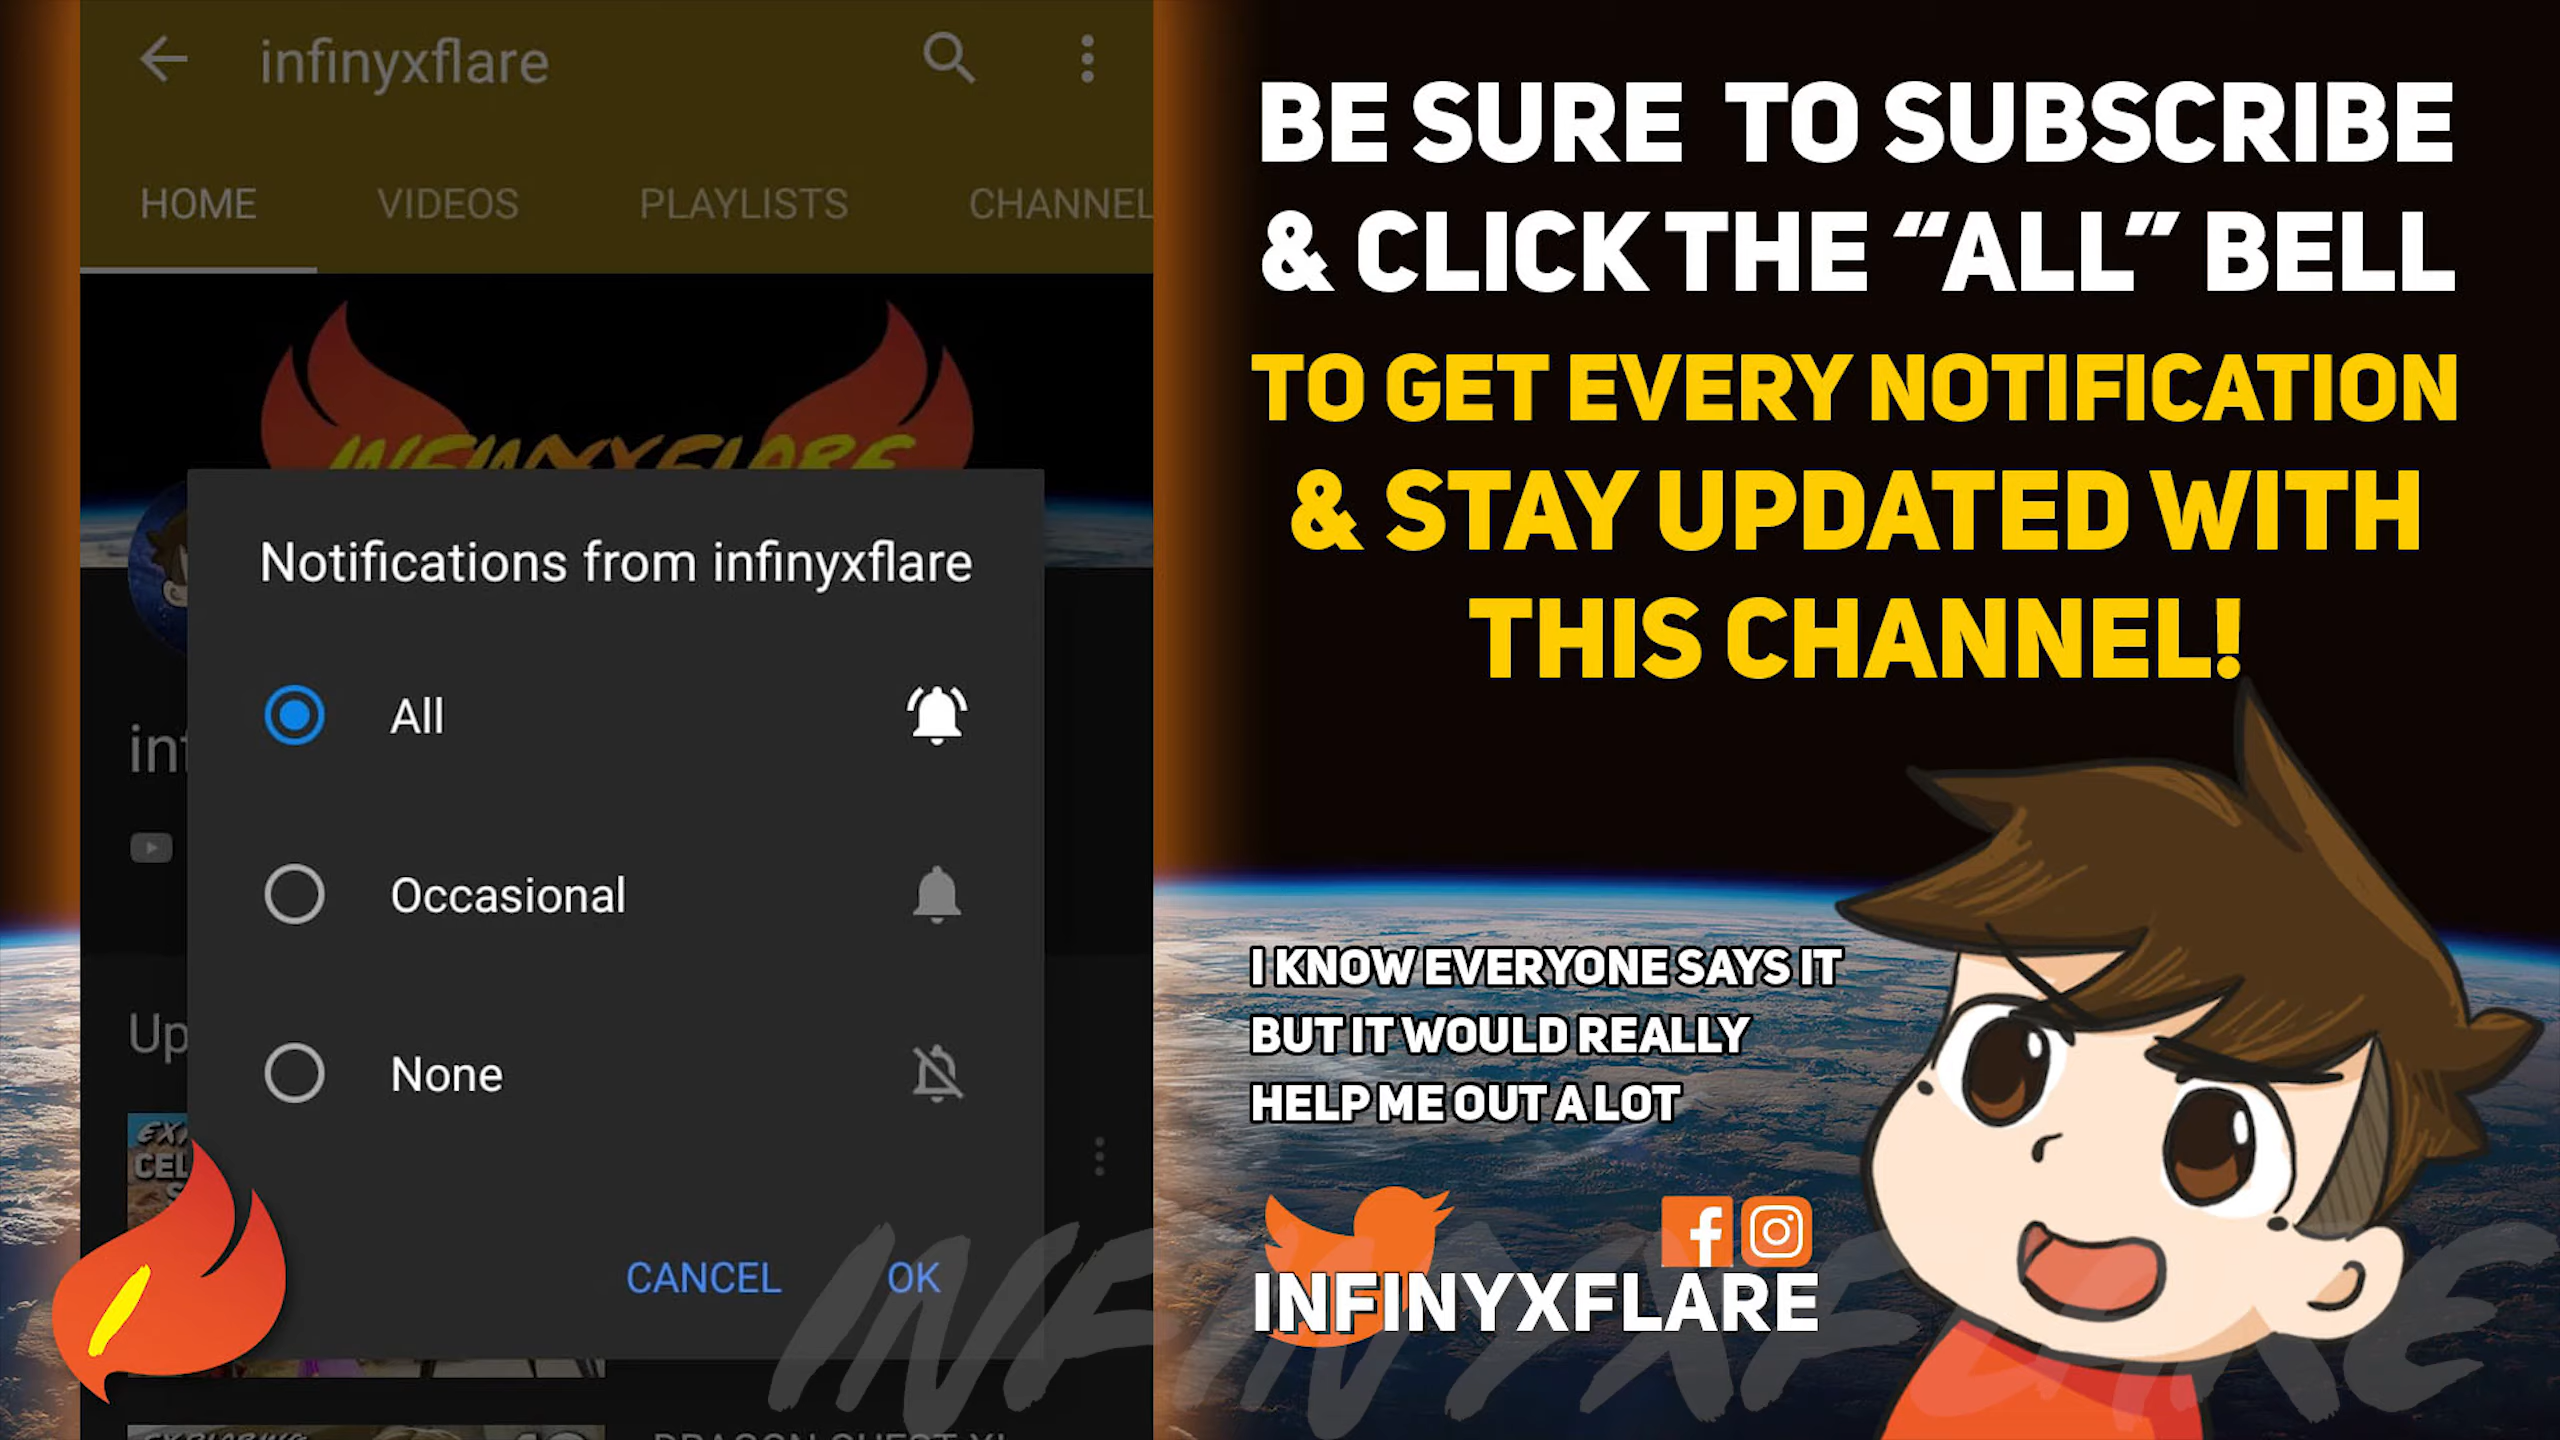 infinyxflare
HOME VIDEOS PLAYLISTS CHANNEL
INFINYXFLARE
Notifications from infinyxflare
All
Occasional
None
CANCEL OK
BE SURE TO SUBSCRIBE
& CLICK THE “ALL” BELL
TO GET EVERY NOTIFICATION
& STAY UPDATED WITH
THIS CHANNEL!
I KNOW EVERYONE SAYS IT
BUT IT WOULD REALLY
HELP ME OUT A LOT
INFINYXFLARE
INFINYXFLARE